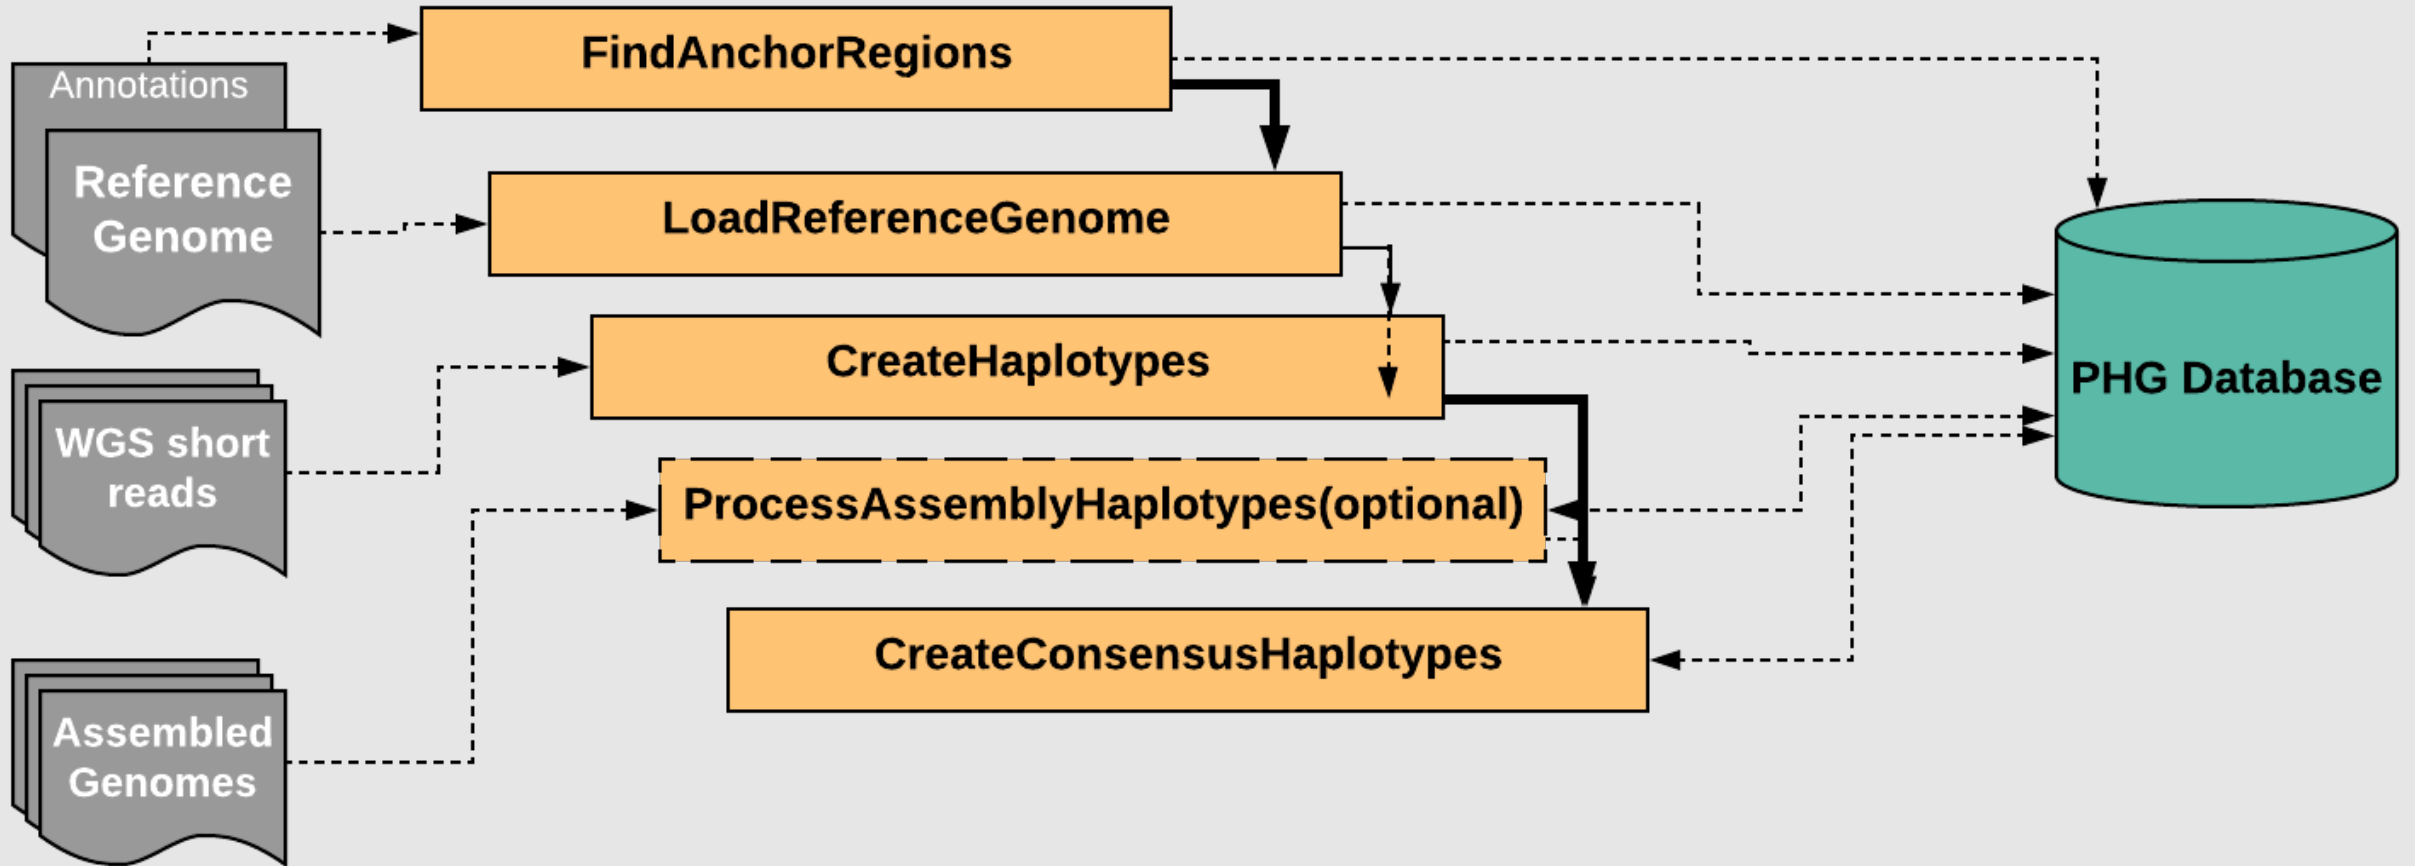 FindAnchorRegions
Annotations
Reference
Genome
LoadReferenceGenome
CreateHaplotypes
PHG Database
WGS short
reads
ProcessAssemblyHaplotypes(optional)
CreateConsensusHaplotypes
Assembled
Genomes